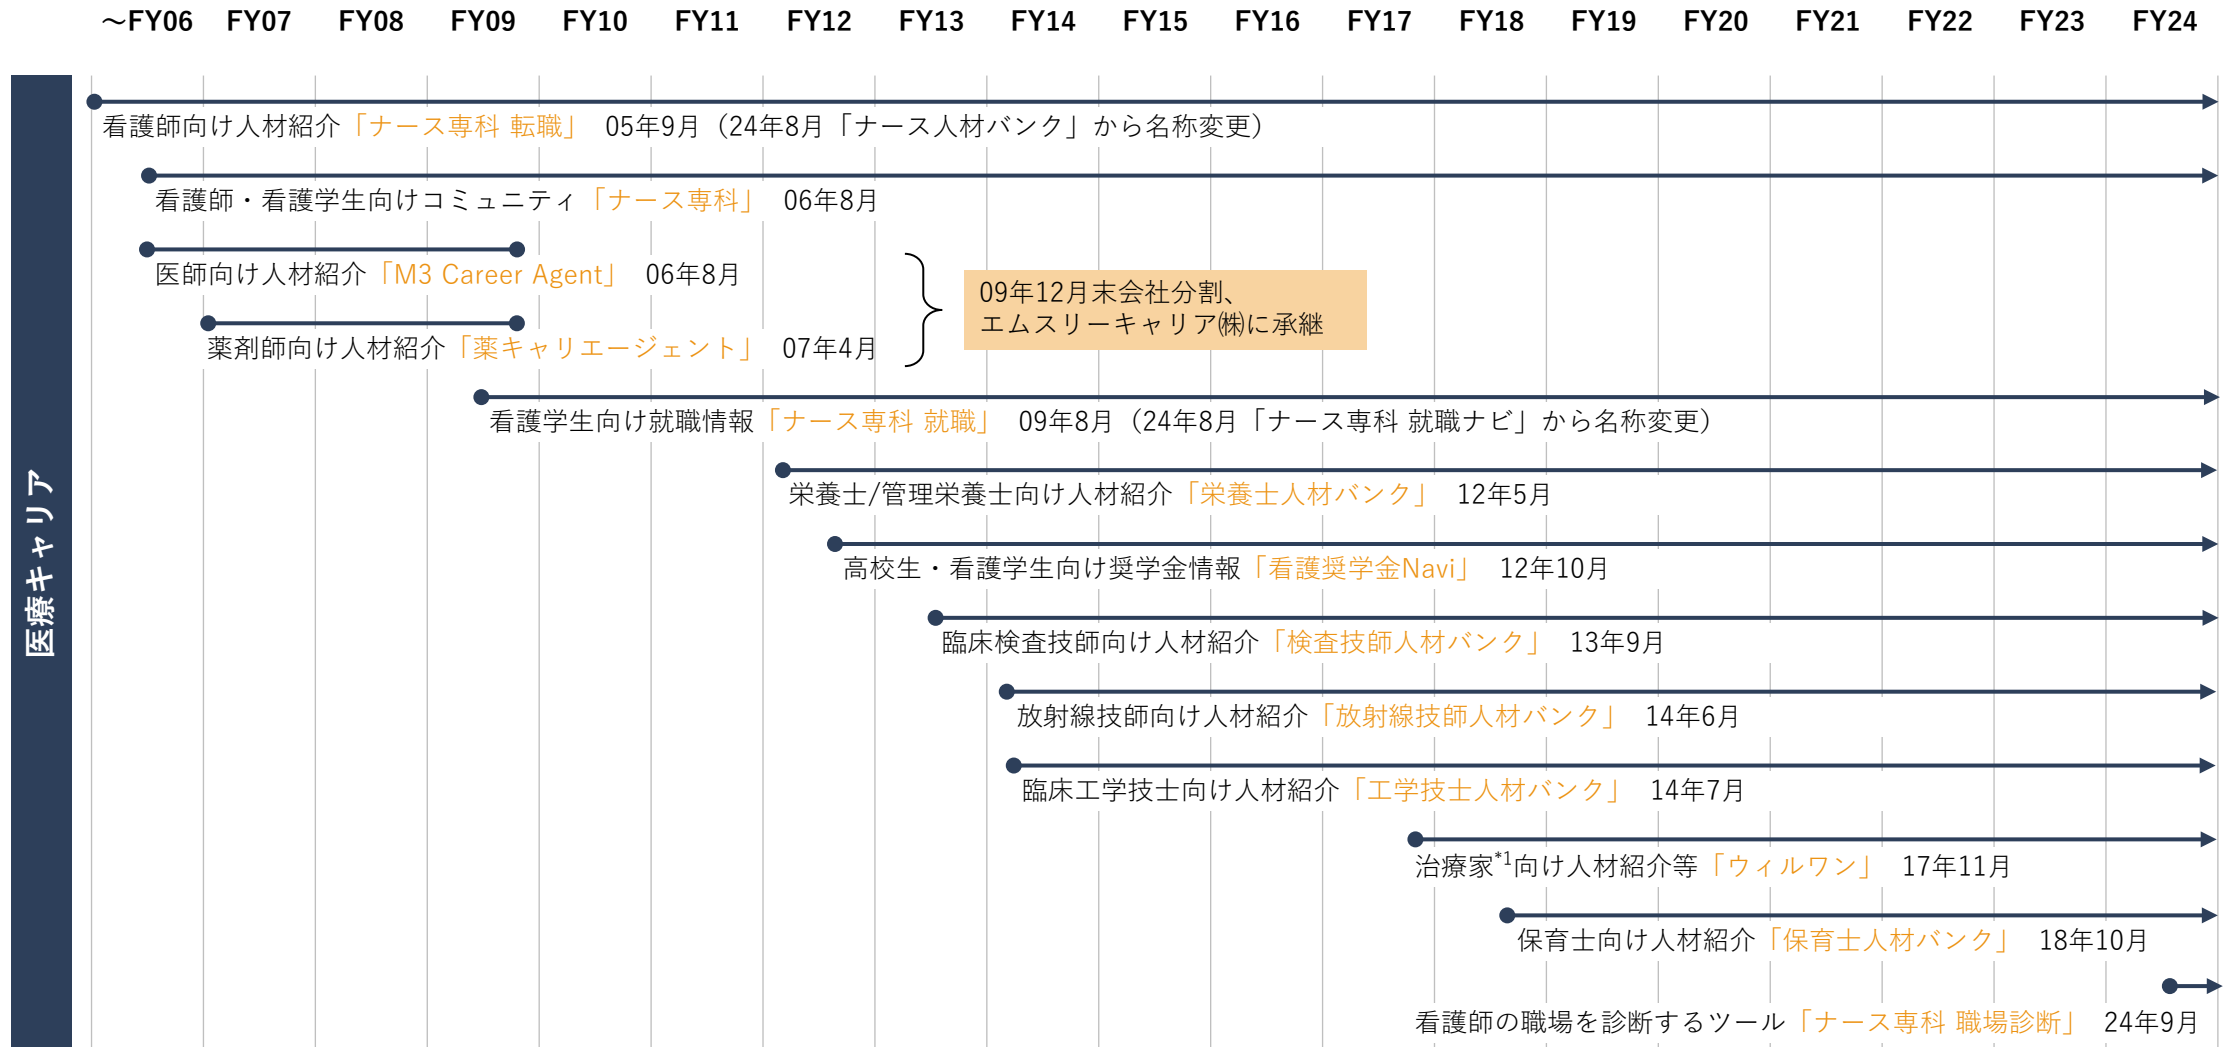 ～FY06 FY07 FY08 FY09 FY10 FY11 FY12 FY13 FY14 FY15 FY16 FY17 FY18 FY19 FY20 FY21 FY22 FY23 FY24
医療キャリア
看護師向け人材紹介「ナース専科 転職」 05年9月（24年8月「ナース人材バンク」から名称変更）
看護師・看護学生向けコミュニティ「ナース専科」 06年8月
医師向け人材紹介「M3 Career Agent」 06年8月
薬剤師向け人材紹介「薬キャリエージェント」 07年4月
09年12月末会社分割、
エムスリーキャリア㈱に承継
看護学生向け就職情報「ナース専科 就職」 09年8月（24年8月「ナース専科 就職ナビ」から名称変更）
栄養士/管理栄養士向け人材紹介「栄養士人材バンク」 12年5月
高校生・看護学生向け奨学金情報「看護奨学金Navi」 12年10月
臨床検査技師向け人材紹介「検査技師人材バンク」 13年9月
放射線技師向け人材紹介「放射線技師人材バンク」 14年6月
臨床工学技士向け人材紹介「工学技士人材バンク」 14年7月
治療家*1向け人材紹介等「ウィルワン」 17年11月
保育士向け人材紹介「保育士人材バンク」 18年10月
看護師の職場を診断するツール「ナース専科 職場診断」 24年9月